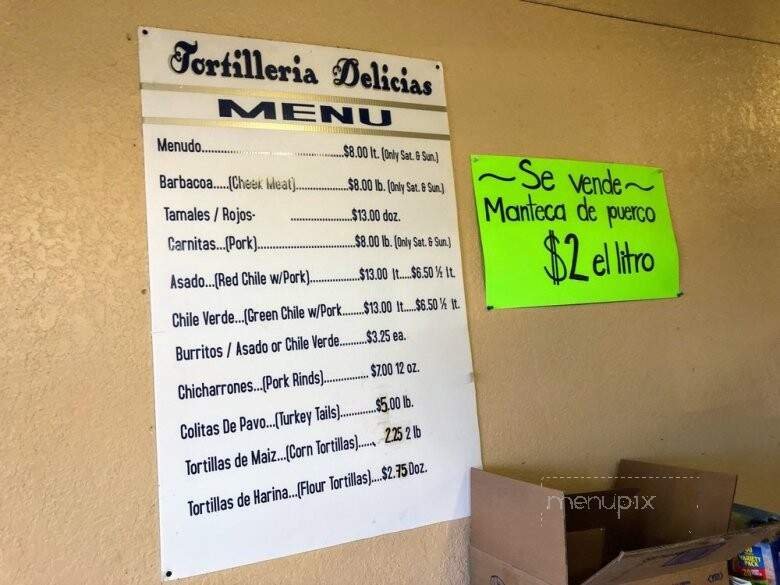 Tortilleria Delicias
MENU
Menudo..............................$8.00 lt. (Only Sat. & Sun.)
Barbacoa.....(Cheek Meat)................$8.00 lb. (Only Sat. & Sun.)
Tamales / Rojos- ..................$13.00 doz.
Carnitas...(Pork)........................$8.00 lb. (Only Sat. & Sun.)
Asado...(Red Chile w/Pork)..............$13.00 lt.....$6.50 ½ lt.
Chile Verde...(Green Chile w/Pork......$13.00 lt.....$6.50 ½ lt.
Burritos / Asado or Chile Verde........$3.25 ea.
Chicharrones...(Pork Rinds)............. $7.00 12 oz.
Colitas De Pavo...(Turkey Tails)..........$5.00 lb.
Tortillas de Maiz...(Corn Tortillas)..... 2.25 2 lb
Tortillas de Harina...(Flour Tortillas)....$2.75 Doz.
~ Se vende ~
Manteca de puerco
$2 el litro
menupix
VARIETY
PACK